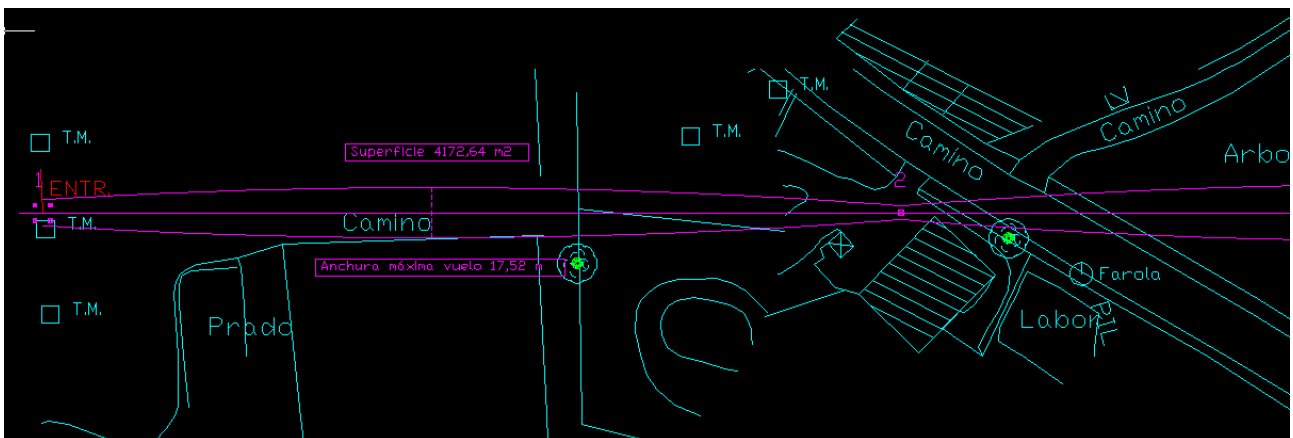 T.M.
Camino
Camino
T.M.
T.M.
Superficie 4172,64 m2
Arbo
1
2
ENTR.
T.M.
Camino
Anchura máxima vuelo 17,52 m
Farola
T.M.
Prado
Labor